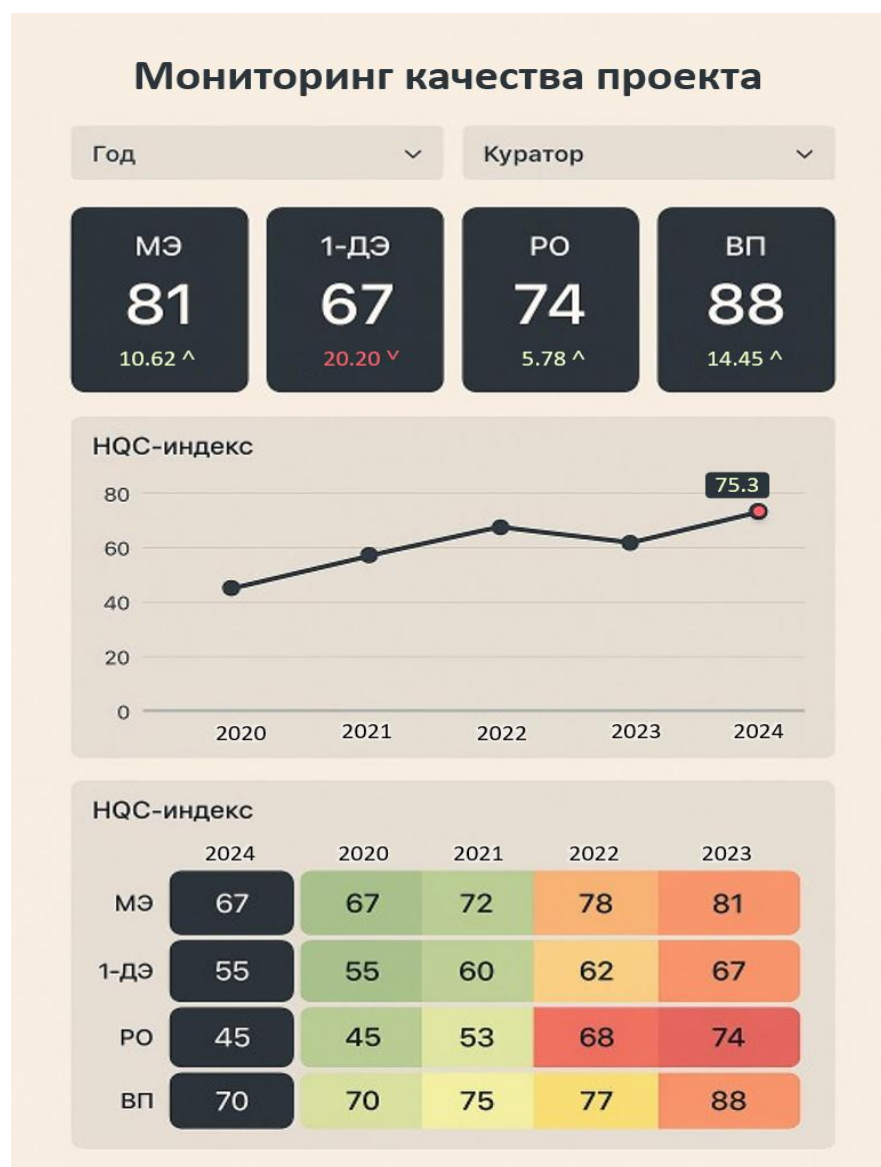 Мониторинг качества проекта
Год
Куратор
МЭ 1-ДЭ РО ВП
81 67 74 88
10.62 ^ 20.20 ˅ 5.78 ^ 14.45 ^
HQC-индекс
75.3
80
60
40
20
0
2020 2021 2022 2023 2024
HQC-индекс
2024 2020 2021 2022 2023
МЭ 67 67 72 78 81
1-ДЭ 55 55 60 62 67
РО 45 45 53 68 74
ВП 70 70 75 77 88